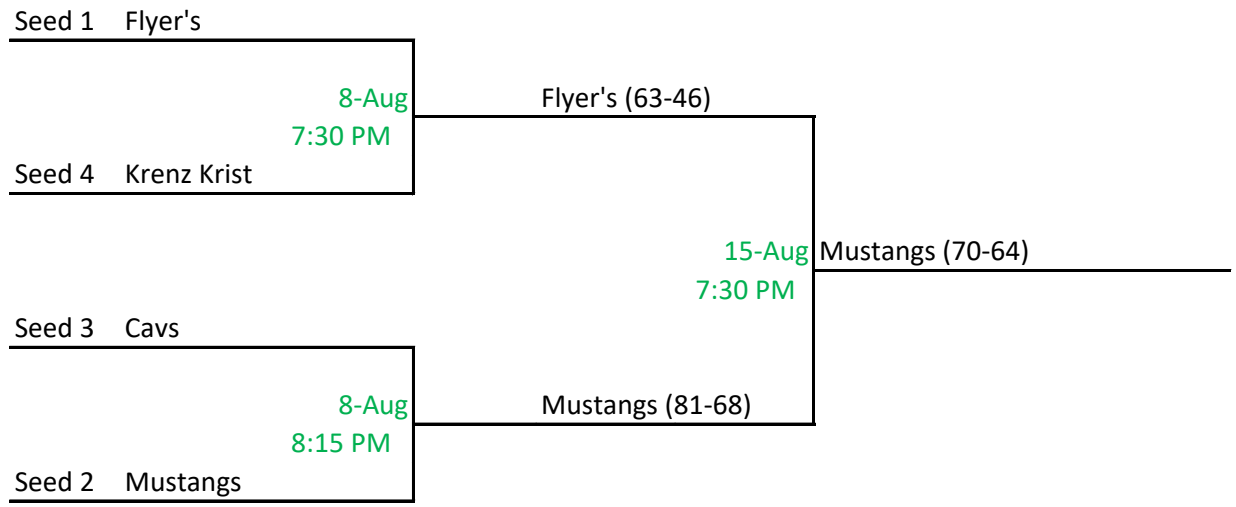 Seed 1 Flyer's
8-Aug Flyer's (63-46)
7:30 PM
Seed 4 Krenz Krist
15-Aug Mustangs (70-64)
7:30 PM
Seed 3 Cavs
8-Aug Mustangs (81-68)
8:15 PM
Seed 2 Mustangs